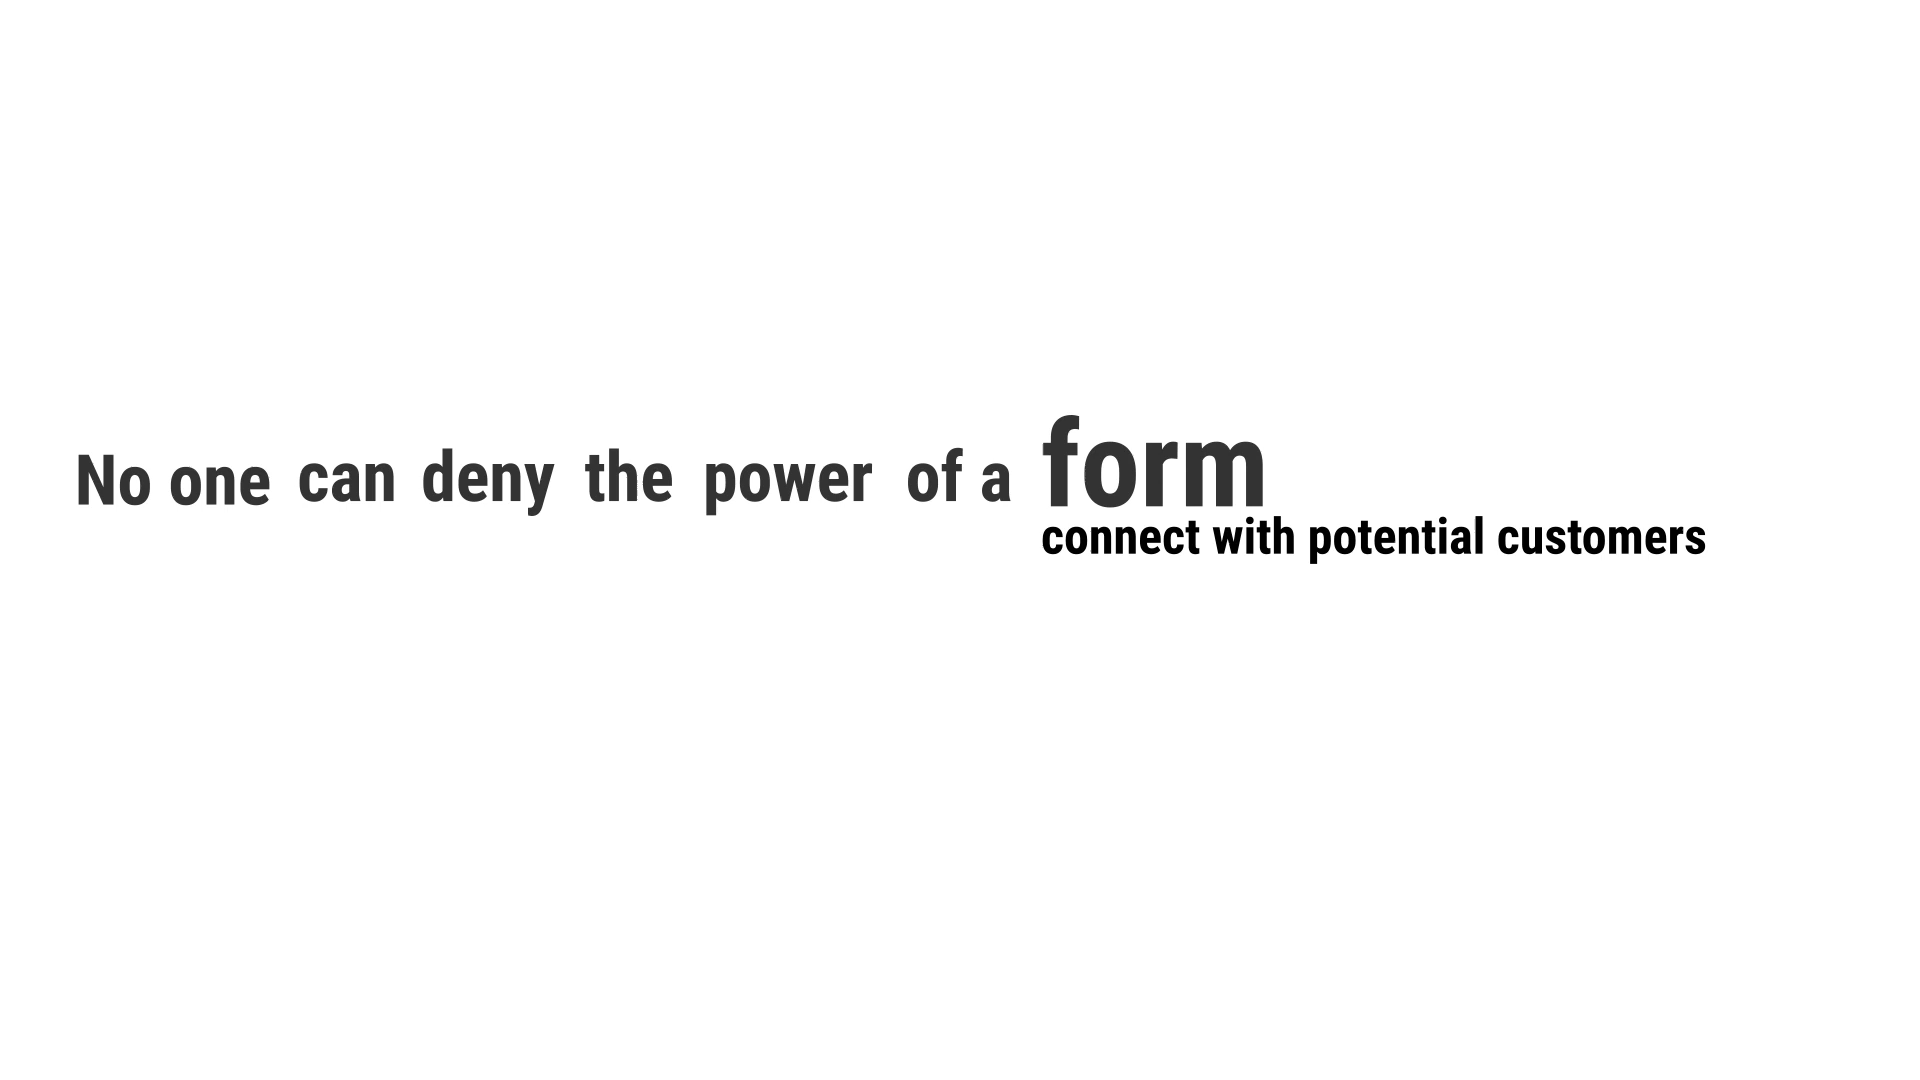 No one can deny the power of a form
connect with potential customers